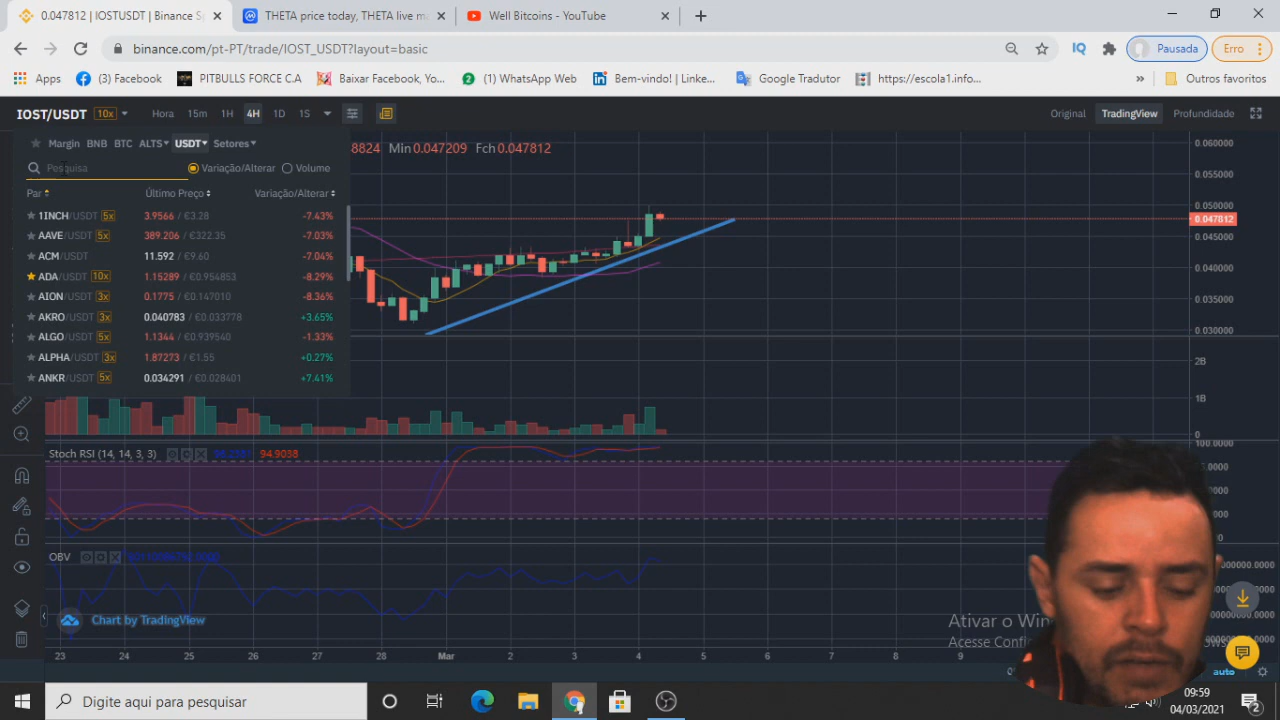 0.047812 | IOSTUSDT | Binance Sp
THETA price today, THETA live ma
Well Bitcoins - YouTube
binance.com/pt-PT/trade/IOST_USDT?layout=basic
IQ
Pausada
Erro
Apps
(3) Facebook
PITBULLS FORCE C.A
Baixar Facebook, Yo...
(1) WhatsApp Web
Bem-vindo! | Linke...
Google Tradutor
https://escola1.info...
»
Outros favoritos
IOST/USDT 10x
Hora 15m 1H 4H 1D 1S
Original TradingView Profundidade
Margin BNB BTC ALTS USDT Setores
8824 Min 0.047209 Fch 0.047812
Pesquisa
Variação/Alterar Volume
Par Último Preço Variação/Alterar
1INCH/USDT 5x 3.9566 / €3.28 -7.43%
AAVE/USDT 5x 389.206 / €322.35 -7.03%
ACM/USDT 11.592 / €9.60 -7.04%
ADA/USDT 10x 1.15289 / €0.954853 -8.29%
AION/USDT 3x 0.1775 / €0.147010 -8.36%
AKRO/USDT 3x 0.040783 / €0.033778 +3.65%
ALGO/USDT 5x 1.1344 / €0.939540 -1.33%
ALPHA/USDT 3x 1.87273 / €1.55 +0.27%
ANKR/USDT 5x 0.034291 / €0.028401 +7.41%
0.060000
0.055000
0.050000
0.047812
0.045000
0.040000
0.035000
0.030000
2B
1B
0
Stoch RSI (14, 14, 3, 3) 94.9038
100.0000
OBV
Chart by TradingView
Ativar o Win
Acesse Config
23 24 25 26 27 28 Mar 2 3 4 5 6 7 8 9
auto
Digite aqui para pesquisar
09:59
04/03/2021
2